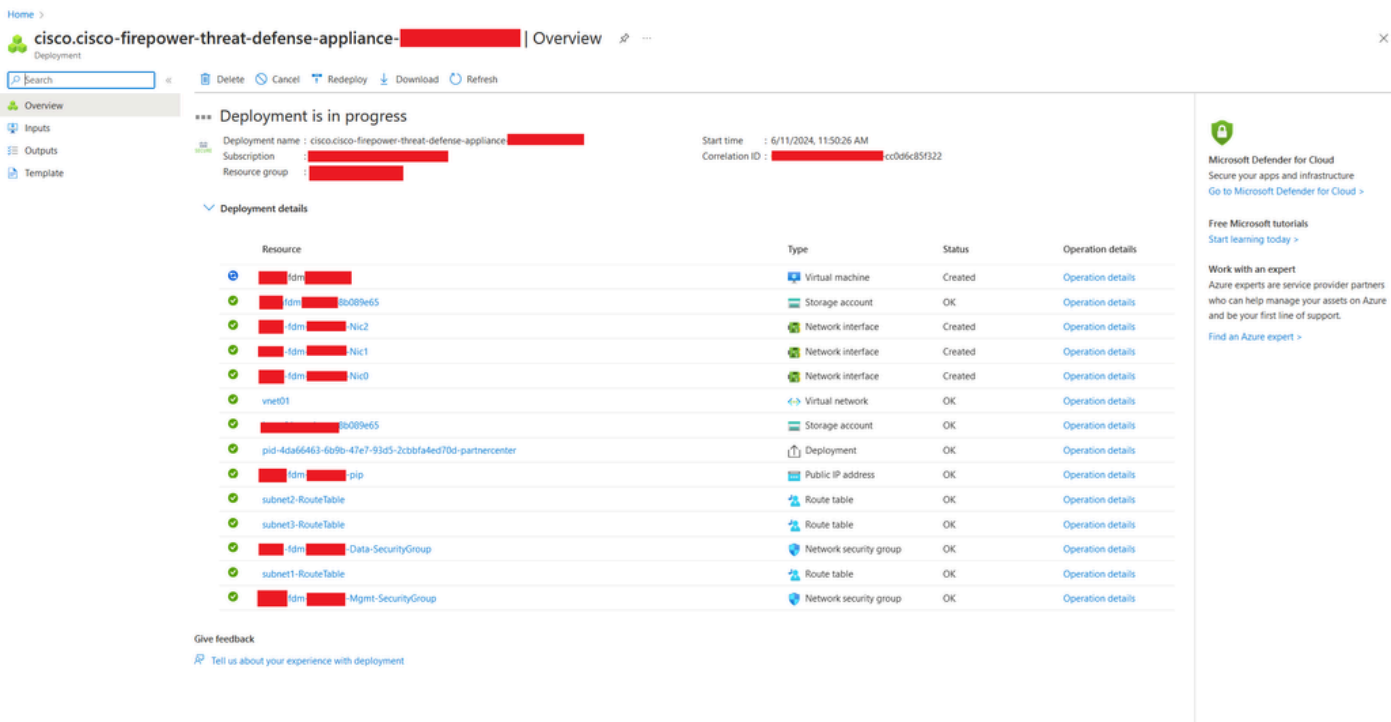 Home >
cisco.cisco-firepower-threat-defense-appliance- | Overview
Deployment
Search
Delete Cancel Redeploy Download Refresh
Overview
Inputs
Outputs
Template
Deployment is in progress
Deployment name : cisco.cisco-firepower-threat-defense-appliance-
Subscription :
Resource group :
Start time : 6/11/2024, 11:50:26 AM
Correlation ID : -cc0d6c85f322
Deployment details
Resource Type Status Operation details
fdm Virtual machine Created Operation details
fdm 8b089e65 Storage account OK Operation details
-fdm- -Nic2 Network interface Created Operation details
-fdm- -Nic1 Network interface Created Operation details
-fdm- -Nic0 Network interface Created Operation details
vnet01 Virtual network OK Operation details
8b089e65 Storage account OK Operation details
pid-4da66463-6b9b-47e7-93d5-2cbbfa4ed70d-partnercenter Deployment OK Operation details
fdm- -pip Public IP address OK Operation details
subnet2-RouteTable Route table OK Operation details
subnet3-RouteTable Route table OK Operation details
-fdm- -Data-SecurityGroup Network security group OK Operation details
subnet1-RouteTable Route table OK Operation details
fdm- -Mgmt-SecurityGroup Network security group OK Operation details
Give feedback
Tell us about your experience with deployment
Microsoft Defender for Cloud
Secure your apps and infrastructure
Go to Microsoft Defender for Cloud >
Free Microsoft tutorials
Start learning today >
Work with an expert
Azure experts are service provider partners
who can help manage your assets on Azure
and be your first line of support.
Find an Azure expert >